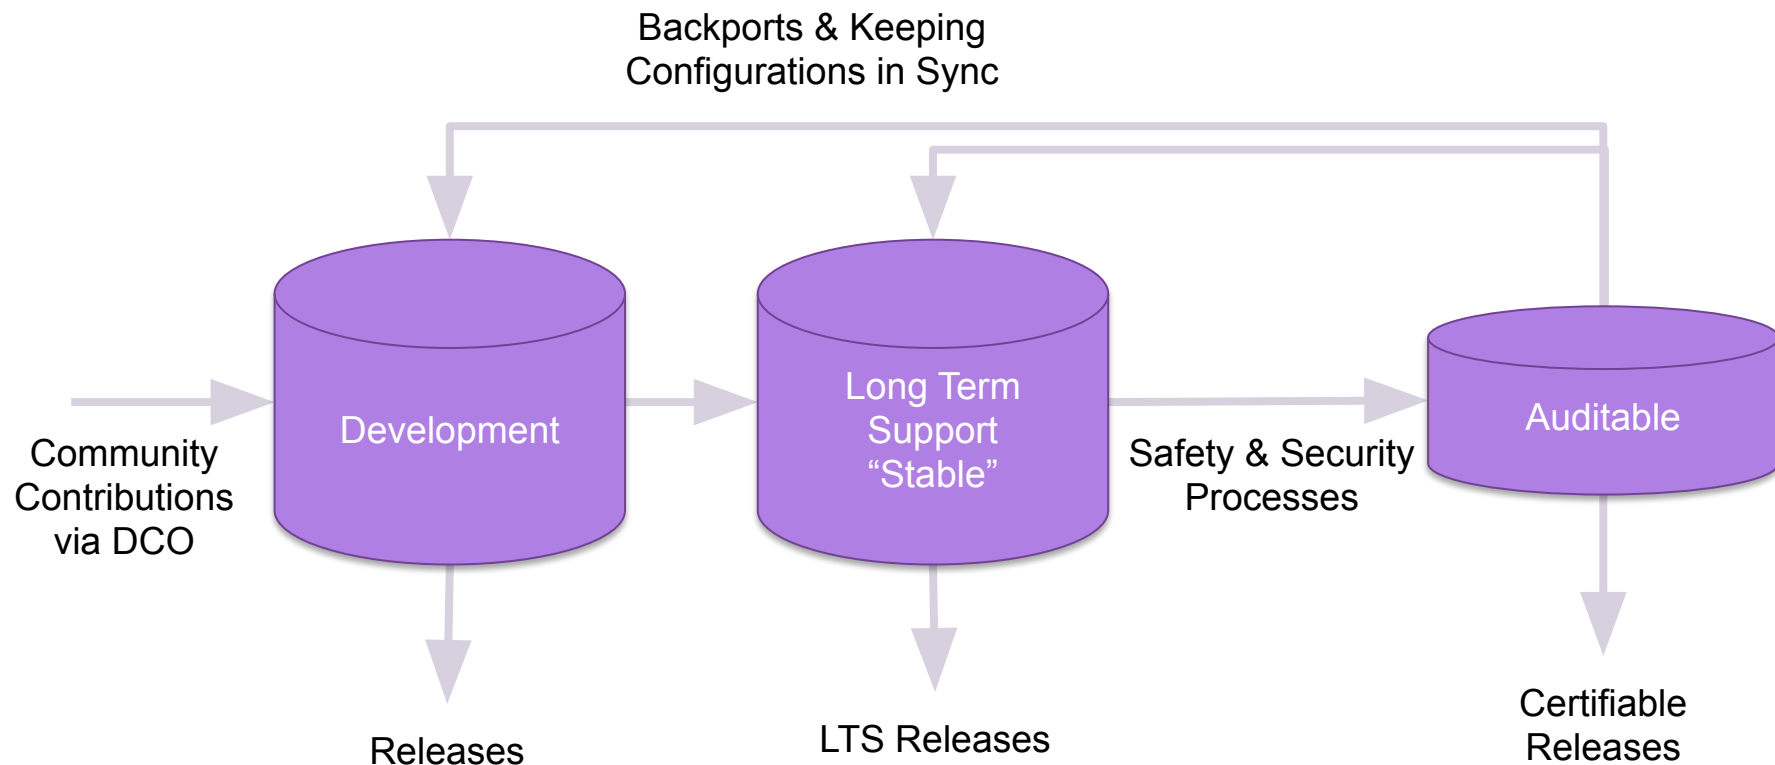 Backports & Keeping
Configurations in Sync
Community
Contributions
via DCO
Development
Long Term
Support
“Stable”
Safety & Security
Processes
Auditable
Releases
LTS Releases
Certifiable
Releases